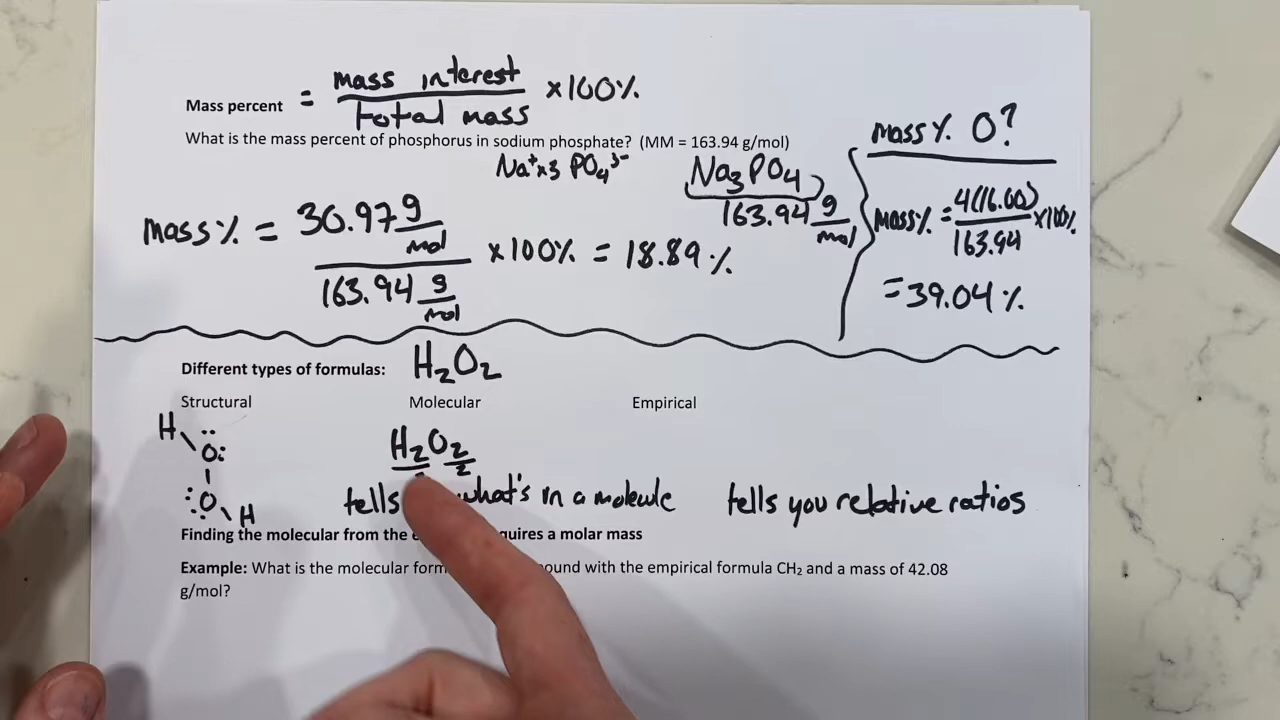 Mass percent = mass interest / total mass ×100%
What is the mass percent of phosphorus in sodium phosphate? (MM = 163.94 g/mol)
Na⁺×3 PO₄³⁻
Na₃PO₄
163.94 g/mol
mass % = 30.97 g/mol / 163.94 g/mol ×100% = 18.89 %
mass %. O?
mass% = 4(16.00) / 163.94 ×100%
= 39.04 %
Different types of formulas: H₂O₂
Structural Molecular Empirical
H
O
O
H
H₂O₂
2 2
tells what's in a molecule tells you relative ratios
Finding the molecular from the quires a molar mass
Example: What is the molecular form ound with the empirical formula CH₂ and a mass of 42.08
g/mol?